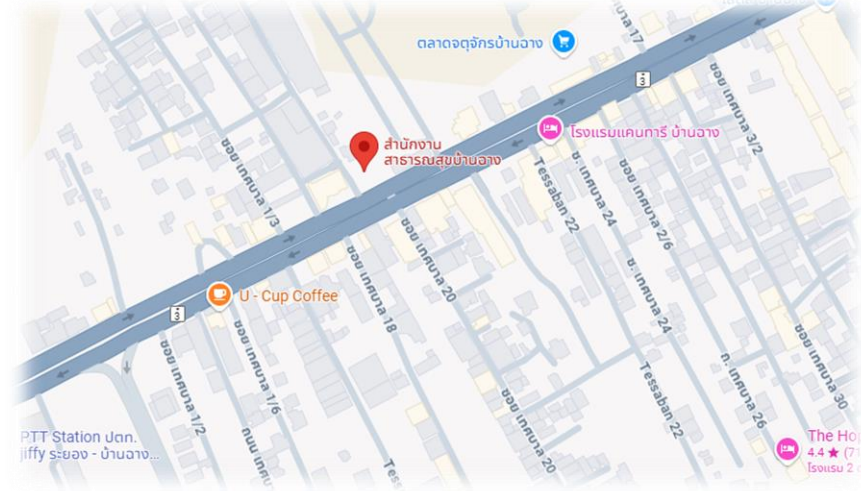 ตลาดจตุจักรบ้านฉาง
3
โรงแรมแคนทารี บ้านฉาง
สำนักงาน
สาธารณสุขบ้านฉาง
ซอย เทศบาล 3/2
ซอย เทศบาล 1/3
Tessaban 22
ซ. เทศบาล 24
ซอย เทศบาล 2/6
ซอย เทศบาล 18
ซอย เทศบาล 20
U - Cup Coffee
3
ซ. เทศบาล 24
ซอย เทศบาล 1/2
ซอย เทศบาล 1/6
Tessaban 22
ถ. เทศบาล 26
ซอย เทศบาล 30
ซอย เทศบาล 20
PTT Station ปตท.
jiffy ระยอง - บ้านฉาง...
The Hop
4.4 ★ (71
โรงแรม 2